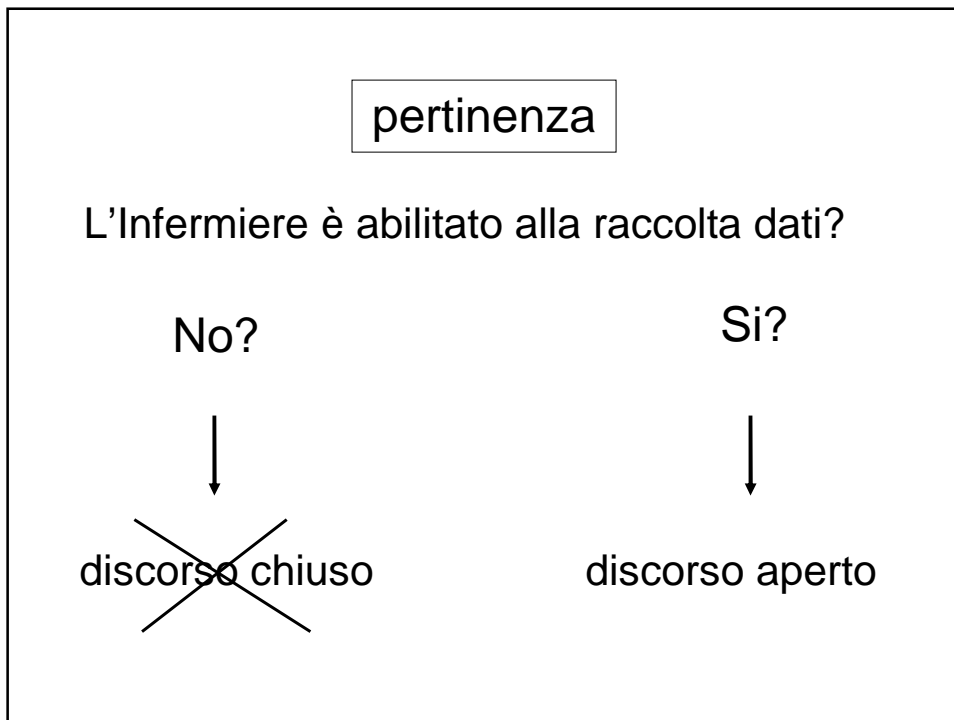 pertinenza
L’Infermiere è abilitato alla raccolta dati?
No?
Si?
discorso chiuso
discorso aperto